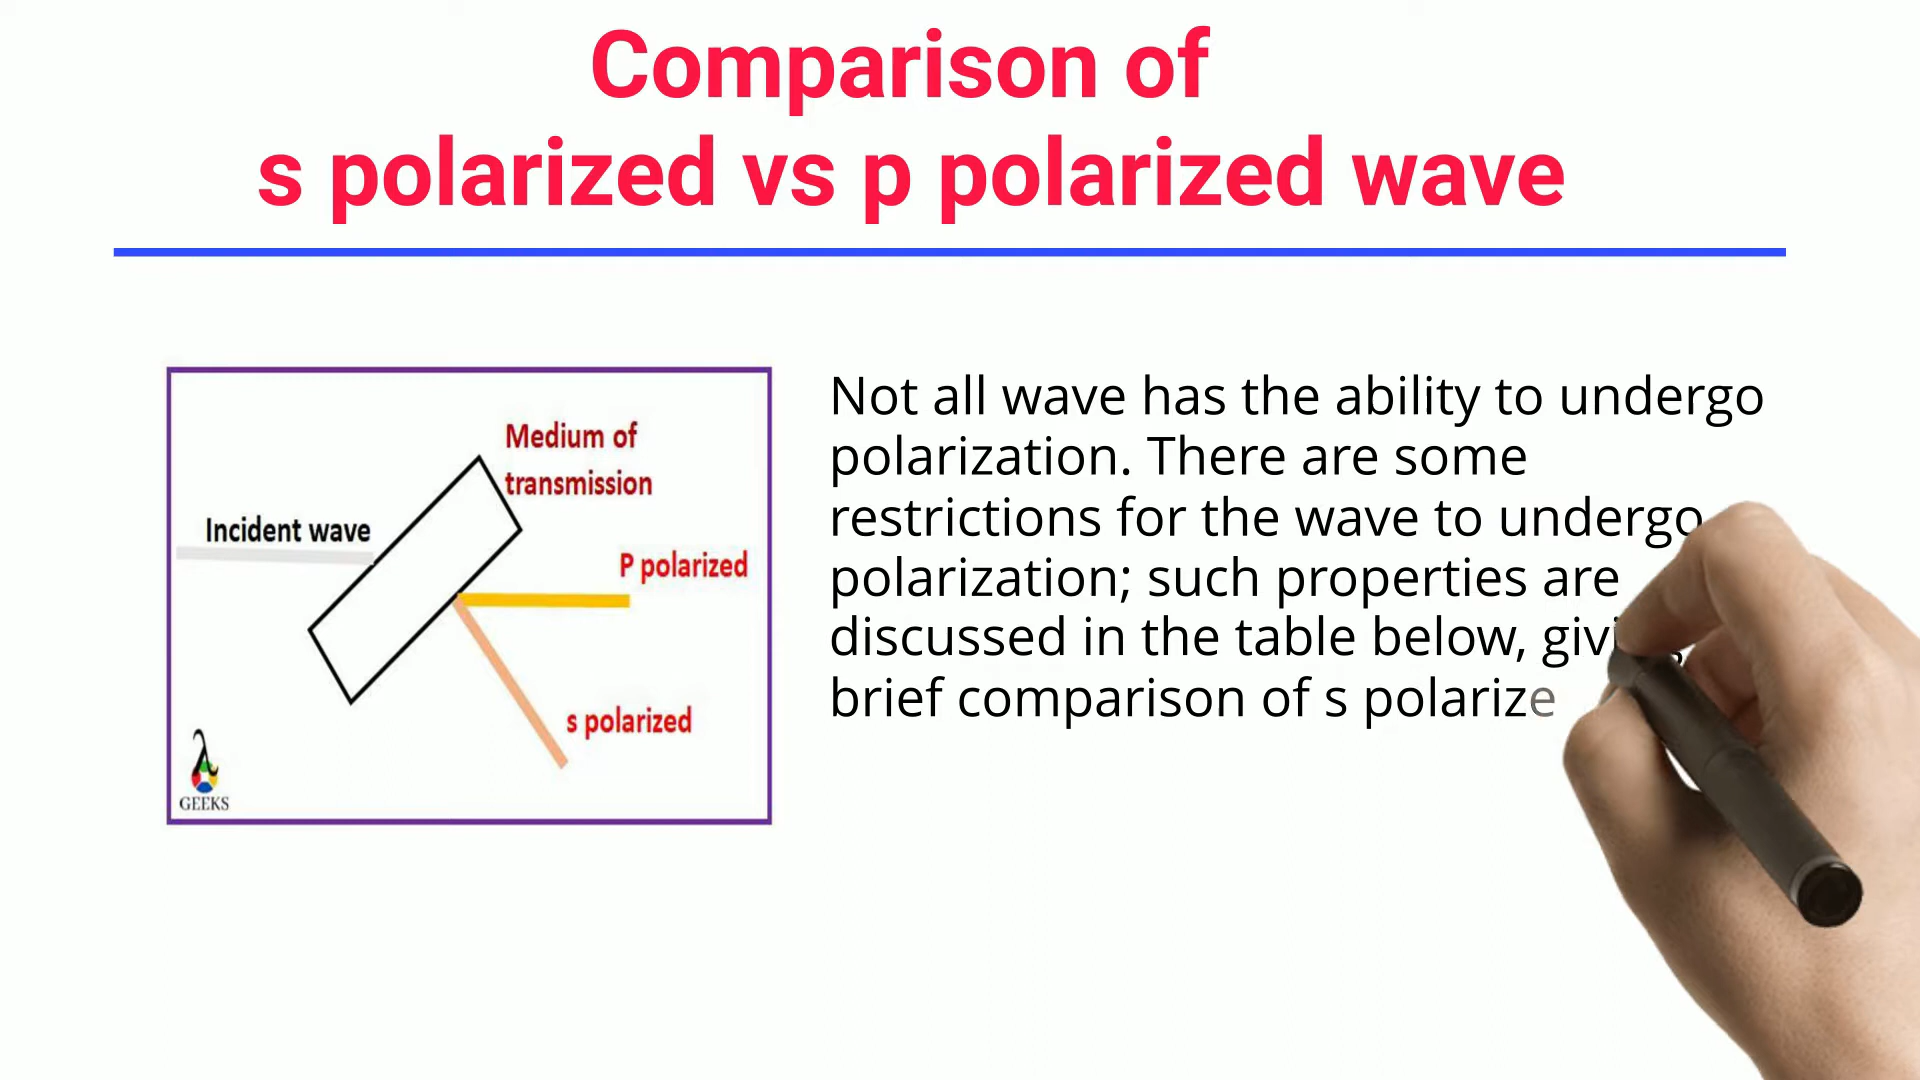 Comparison of
s polarized vs p polarized wave
Medium of
transmission
Incident wave
P polarized
s polarized
GEEKS
Not all wave has the ability to undergo
polarization. There are some
restrictions for the wave to undergo
polarization; such properties are
discussed in the table below,
brief comparison of s polarize